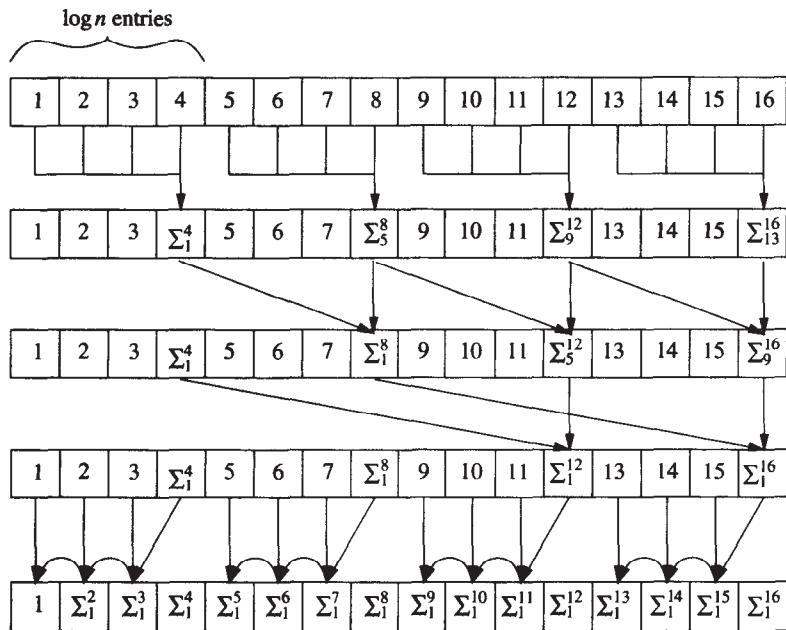 log n entries
1 2 3 4 5 6 7 8 9 10 11 12 13 14 15 16
1 2 3 Σ₁⁴ 5 6 7 Σ₅⁸ 9 10 11 Σ₉¹² 13 14 15 Σ₁₃¹⁶
1 2 3 Σ₁⁴ 5 6 7 Σ₁⁸ 9 10 11 Σ₅¹² 13 14 15 Σ₉¹⁶
1 2 3 Σ₁⁴ 5 6 7 Σ₁⁸ 9 10 11 Σ₁¹² 13 14 15 Σ₁¹⁶
1 Σ₁² Σ₁³ Σ₁⁴ Σ₁⁵ Σ₁⁶ Σ₁⁷ Σ₁⁸ Σ₁⁹ Σ₁¹⁰ Σ₁¹¹ Σ₁¹² Σ₁¹³ Σ₁¹⁴ Σ₁¹⁵ Σ₁¹⁶